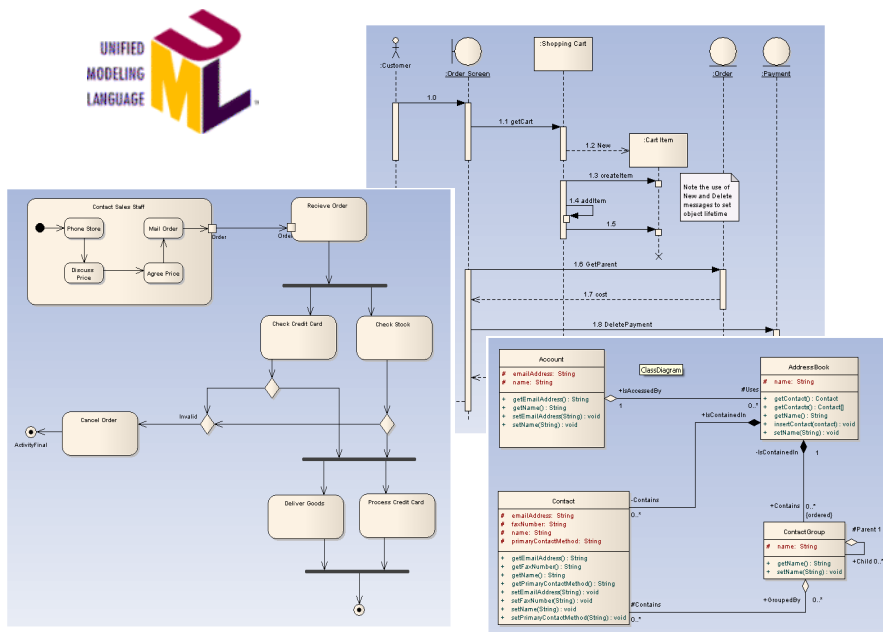 UNIFIED
MODELING
LANGUAGE
UML
:Customer
:Order Screen
:Shopping Cart
:Order
:Payment
1.0
1.1 getCart
1.2 New
:Cart Item
1.3 createItem
1.4 addItem
1.5
Note the use of
New and Delete
messages to set
object lifetime
1.6 GetParent
1.7 cost
1.8 DeletePayment
Contact Sales Staff
Phone Store
Mail Order
Discuss
Price
Agree Price
Order
Order
Recieve Order
Check Credit Card
Check Stock
Invalid
Cancel Order
ActivityFinal
Deliver Goods
Process Credit Card
ClassDiagram
Account
# emailAddress: String
# name: String
+ getEmailAddress() : String
+ getName() : String
+ setEmailAddress(String) : void
+ setName(String) : void
+IsAccessedBy
1
#Uses
0..*
AddressBook
# name: String
+ getContact() : Contact
+ getContacts() : Contact[]
+ getName() : String
+ insertContact(contact) : void
+ setName(String) : void
+IsContainedIn
-IsContainedIn
1
-Contains
0..*
+Contains
0..*
{ordered}
Contact
# emailAddress: String
# faxNumber: String
# name: String
# primaryContactMethod: String
+ getEmailAddress() : String
+ getFaxNumber() : String
+ getName() : String
+ getPrimaryContactMethod() : String
+ setEmailAddress(String) : void
+ setFaxNumber(String) : void
+ setName(String) : void
+ setPrimaryContactMethod(String) : void
ContactGroup
# name: String
+ getName() : String
+ setName(String) : void
#Parent 1
+Child 0..*
+GroupedBy
0..*
#Contains
0..*